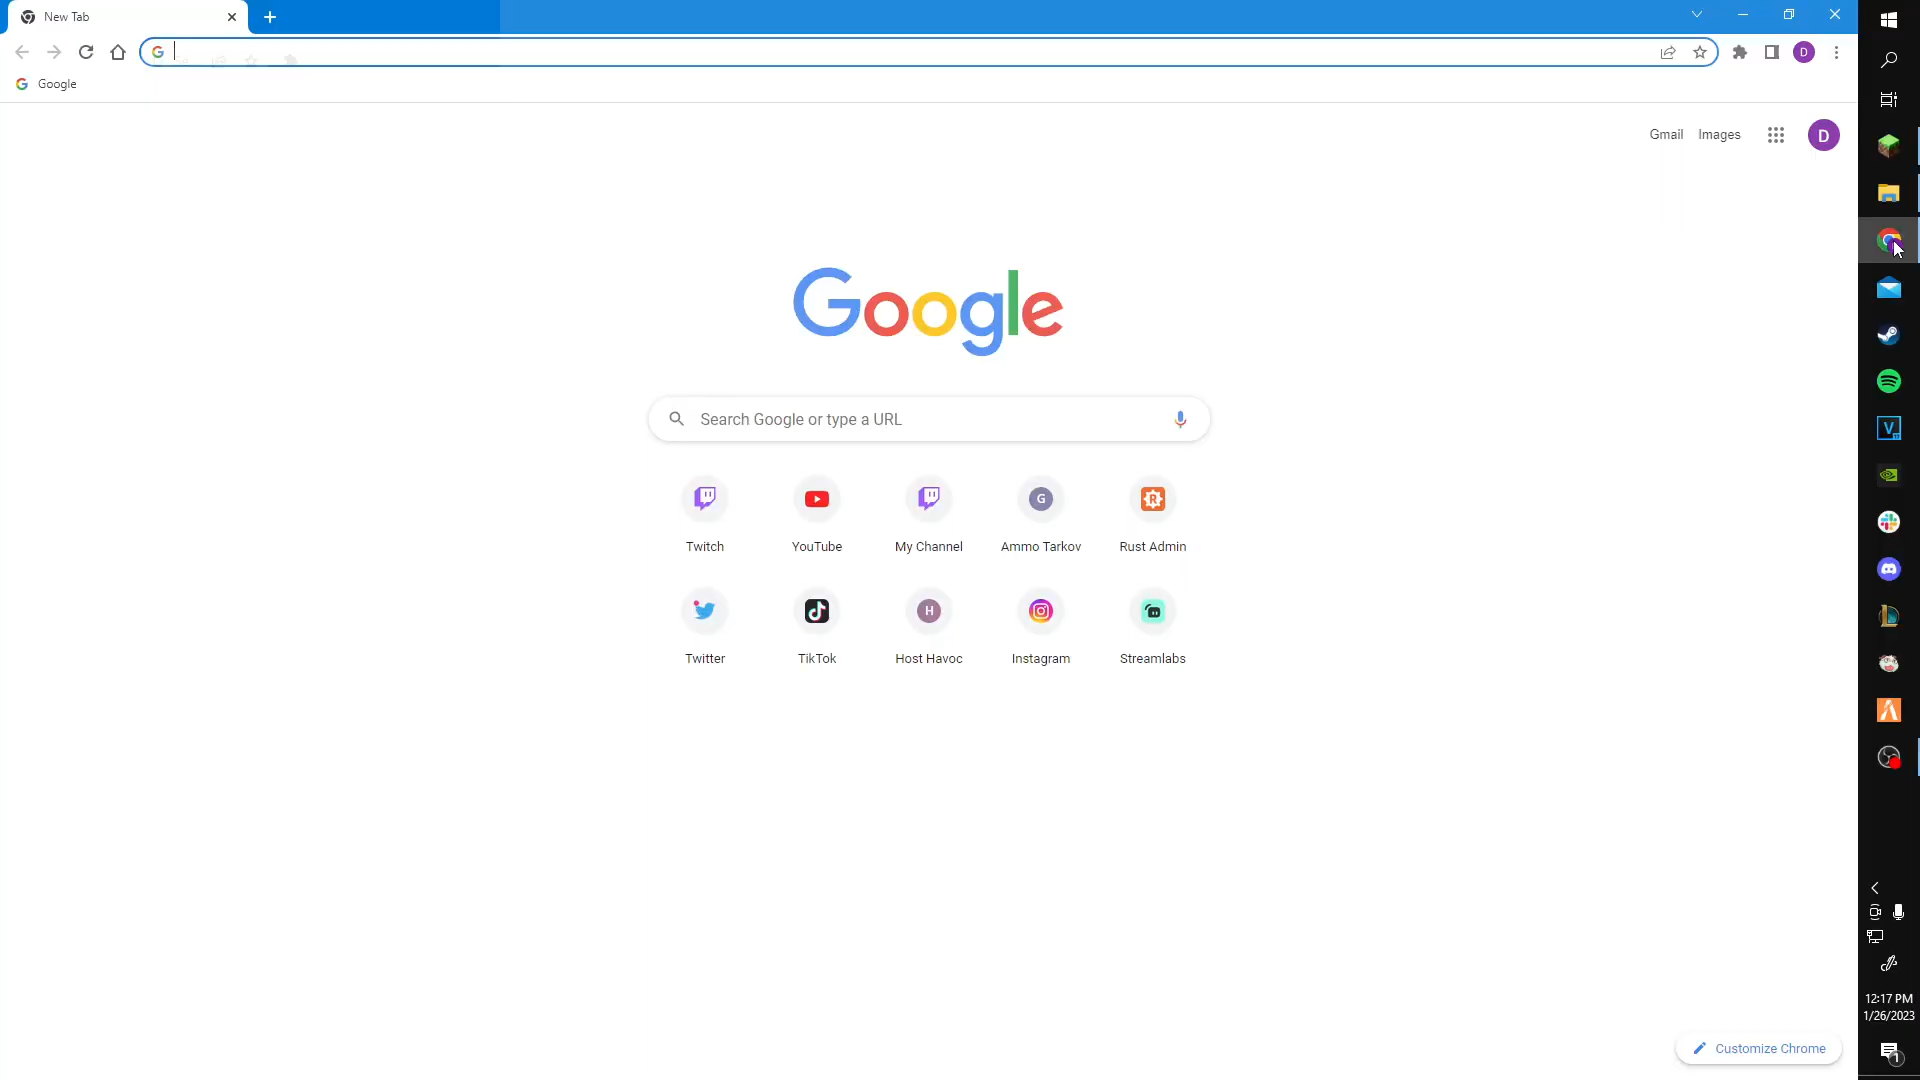 New Tab
Google
Gmail Images
D
D
Google
Search Google or type a URL
G
Twitch YouTube My Channel Ammo Tarkov Rust Admin
H
Twitter TikTok Host Havoc Instagram Streamlabs
12:17 PM
1/26/2023
Customize Chrome
1